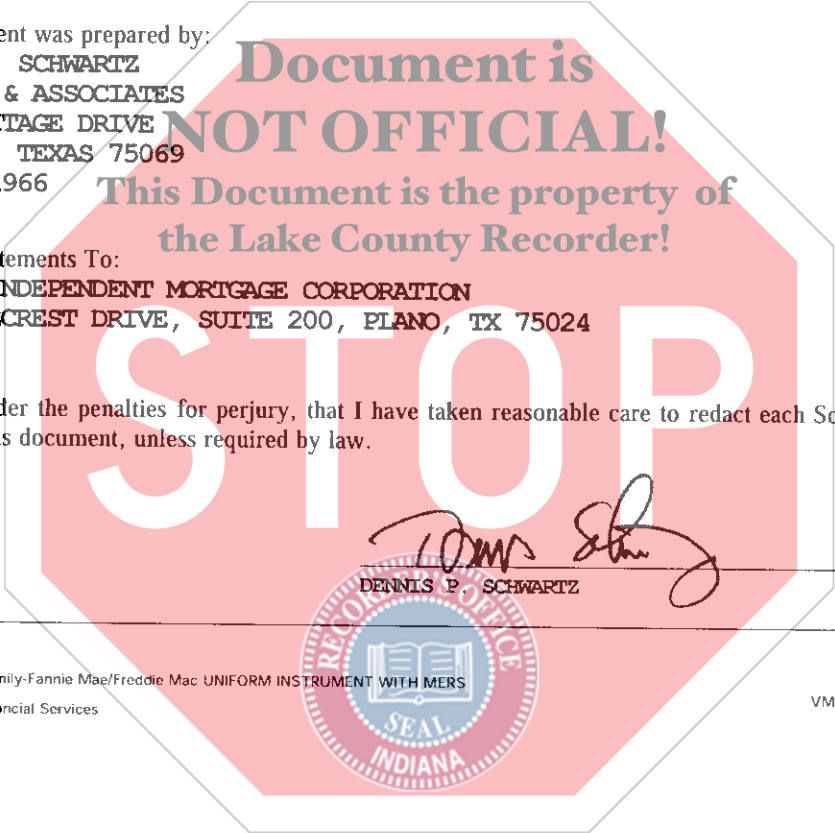 ent was prepared by:
SCHWARTZ
& ASSOCIATES
TAGE DRIVE
TEXAS 75069
966
Document is
NOT OFFICIAL!
This Document is the property of
the Lake County Recorder!
tements To:
NDEPENDENT MORTGAGE CORPORATION
CREST DRIVE, SUITE 200, PLANO, TX 75024
STOP
der the penalties for perjury, that I have taken reasonable care to redact each So
s document, unless required by law.
DENNIS P. SCHWARTZ
RECORDER'S OFFICE
SEAL
INDIANA
nily-Fannie Mae/Freddie Mac UNIFORM INSTRUMENT WITH MERS
ncial Services
VM